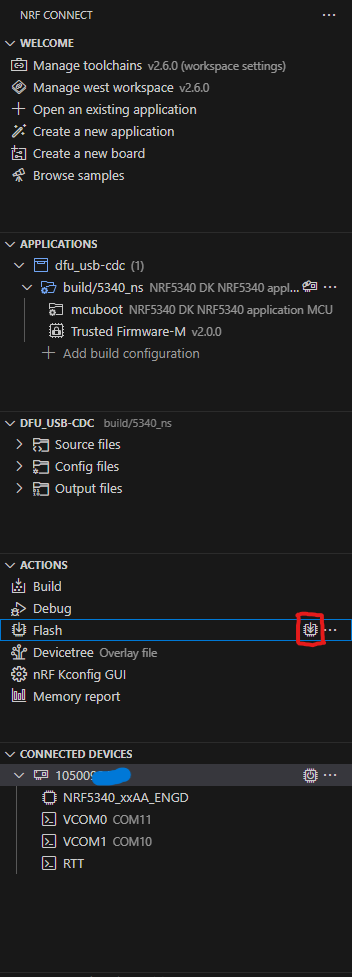 NRF CONNECT
WELCOME
Manage toolchains v2.6.0 (workspace settings)
Manage west workspace v2.6.0
Open an existing application
Create a new application
Create a new board
Browse samples
APPLICATIONS
dfu_usb-cdc (1)
build/5340_ns NRF5340 DK NRF5340 appl...
mcuboot NRF5340 DK NRF5340 application MCU
Trusted Firmware-M v2.0.0
Add build configuration
DFU_USB-CDC build/5340_ns
Source files
Config files
Output files
ACTIONS
Build
Debug
Flash
Devicetree Overlay file
nRF Kconfig GUI
Memory report
CONNECTED DEVICES
105009
NRF5340_xxAA_ENGD
VCOM0 COM11
VCOM1 COM10
RTT